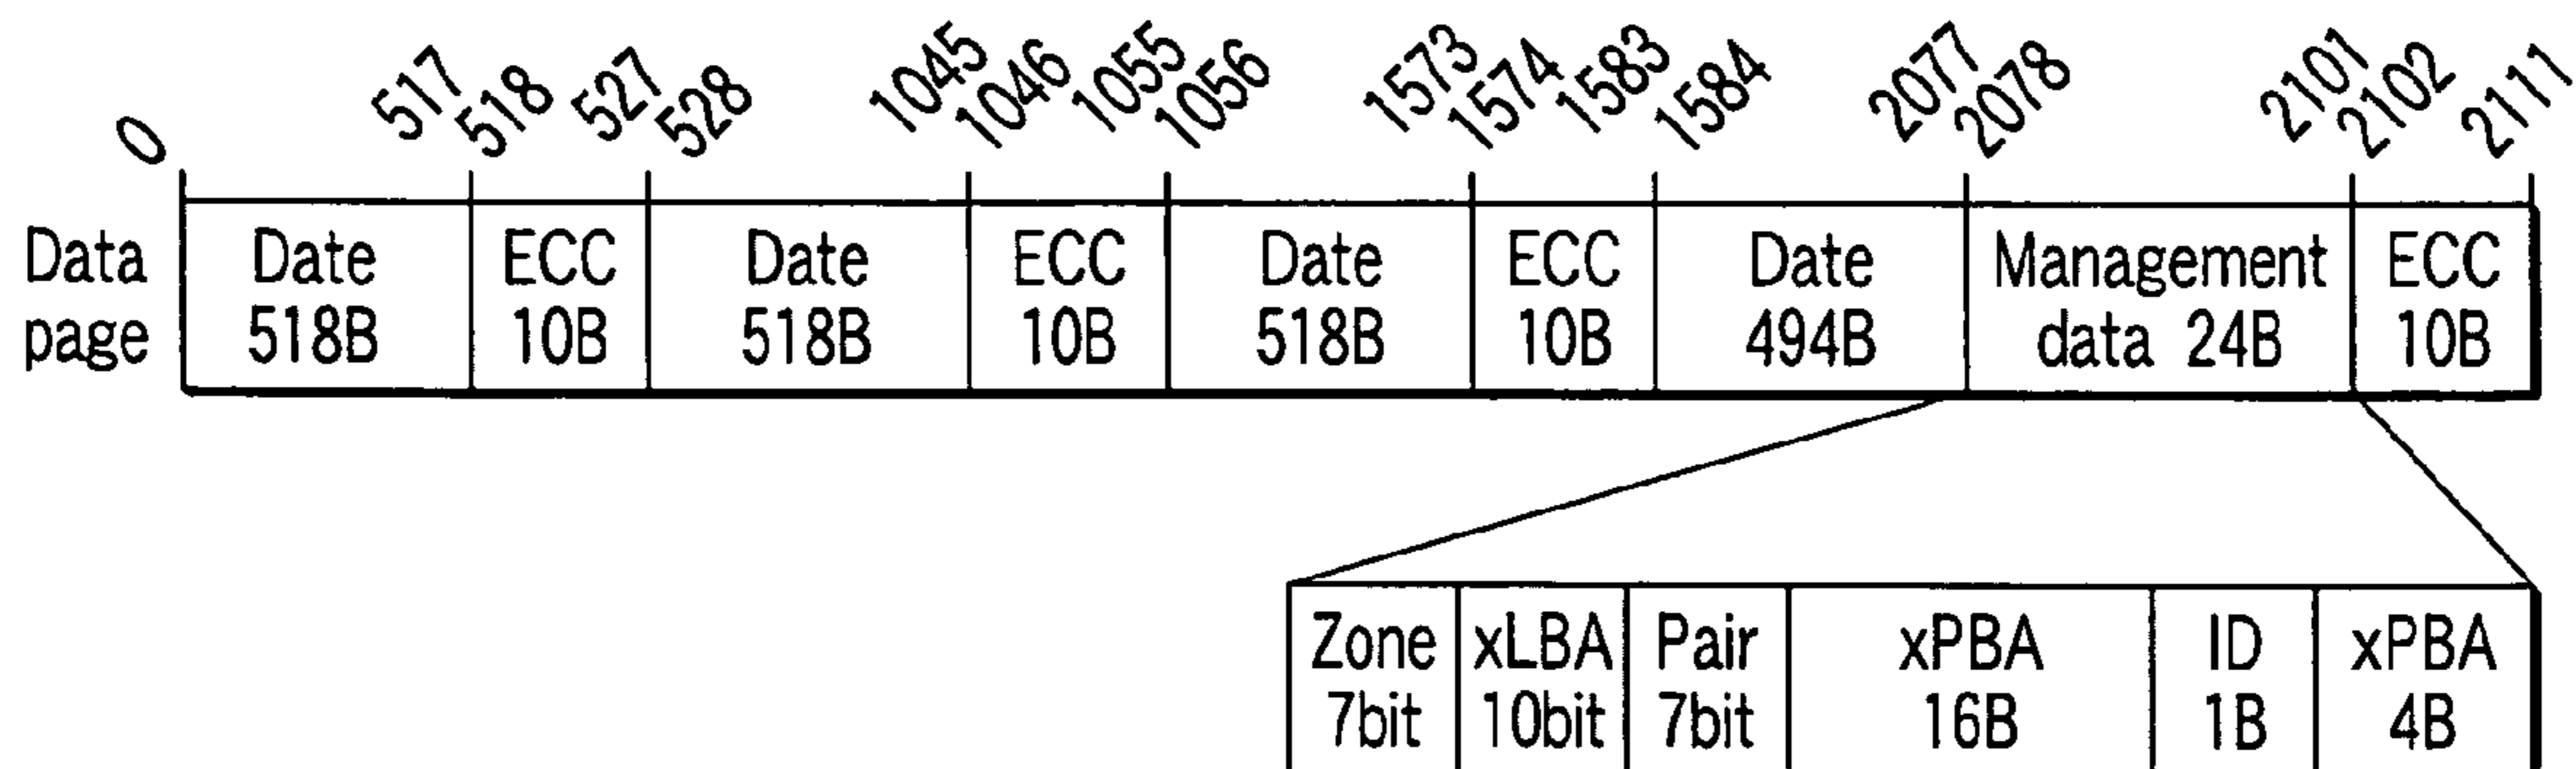 0 517 518 527 528 1045 1046 1055 1056 1573 1574 1583 1584 2077 2078 2101 2102 2111
Data page
Date 518B
ECC 10B
Date 518B
ECC 10B
Date 518B
ECC 10B
Date 494B
Management data 24B
ECC 10B
Zone 7bit
xLBA 10bit
Pair 7bit
xPBA 16B
ID 1B
xPBA 4B